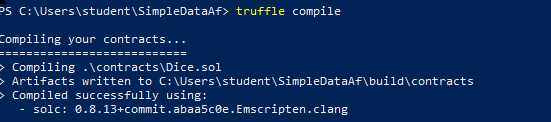 PS C:\Users\student\SimpleDataAf> truffle compile
Compiling your contracts...
===========================
> Compiling .\contracts\Dice.sol
> Artifacts written to C:\Users\student\SimpleDataAf\build\contracts
> Compiled successfully using:
- solc: 0.8.13+commit.abaa5c0e.Emscripten.clang